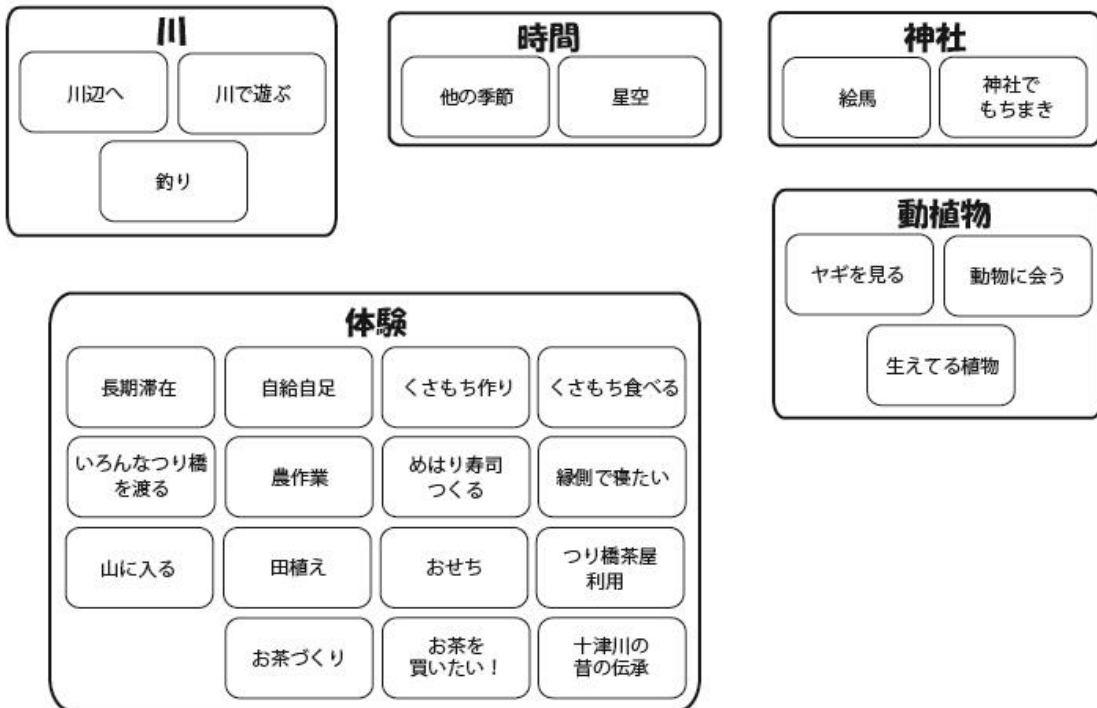 川
川辺へ
川で遊ぶ
釣り
時間
他の季節
星空
神社
絵馬
神社で
もちまき
動植物
ヤギを見る
動物に会う
生えてる植物
体験
長期滞在
自給自足
くさもち作り
くさもち食べる
いろんなつり橋
を渡る
農作業
めはり寿司
つくる
縁側で寝たい
山に入る
田植え
おせち
つり橋茶屋
利用
お茶づくり
お茶を
買いたい！
十津川の
昔の伝承